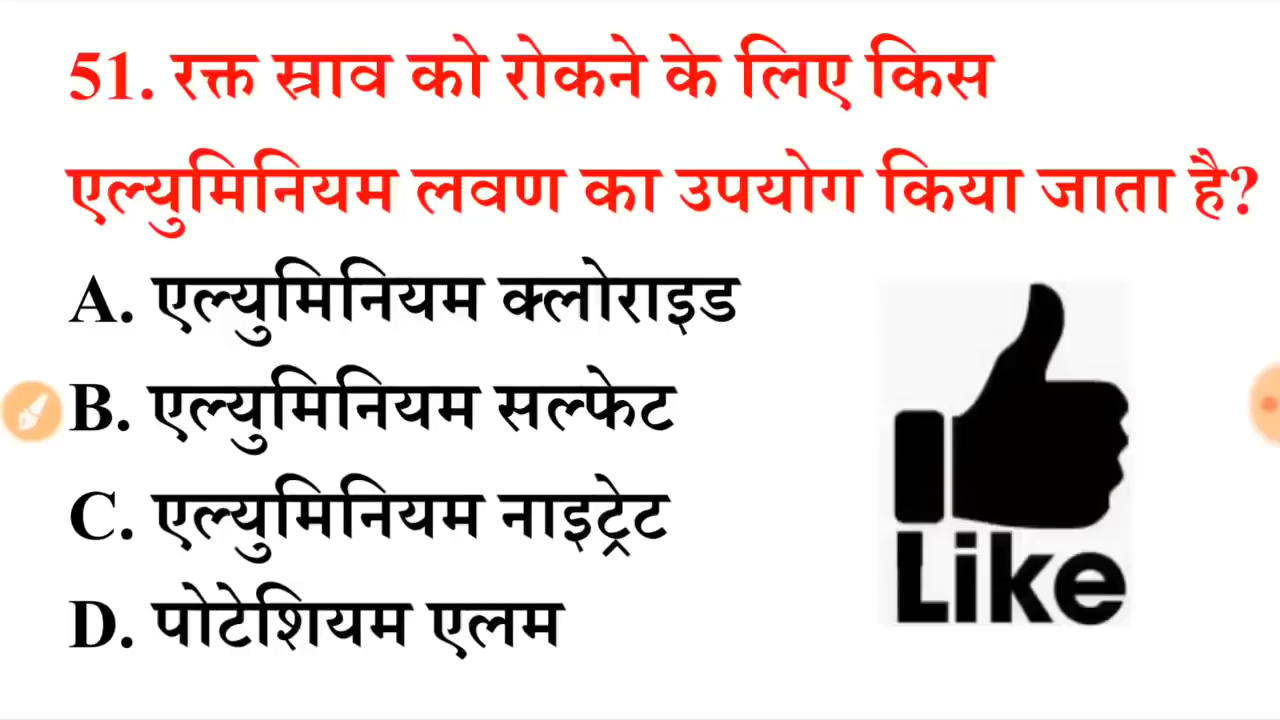 51. रक्त स्राव को रोकने के लिए किस
एल्युमिनियम लवण का उपयोग किया जाता है?
A. एल्युमिनियम क्लोराइड
B. एल्युमिनियम सल्फेट
C. एल्युमिनियम नाइट्रेट
D. पोटेशियम एलम
Like